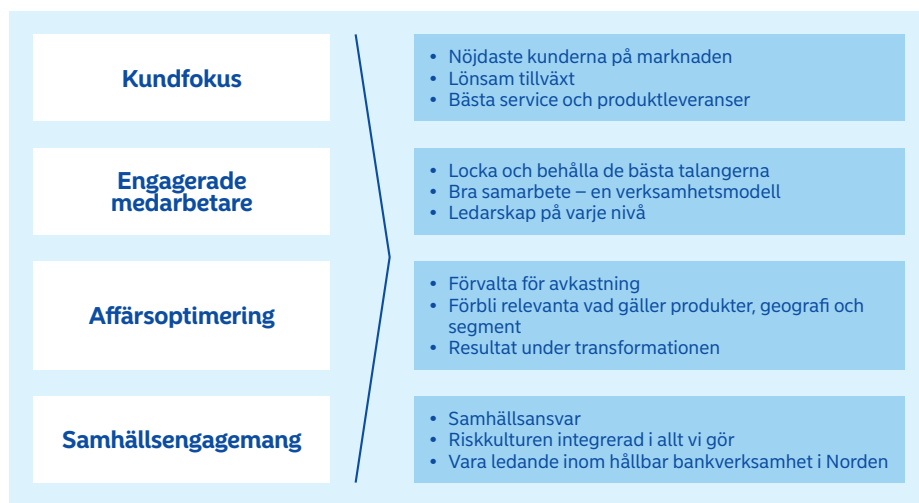 Kundfokus
• Nöjdaste kunderna på marknaden
• Lönsam tillväxt
• Bästa service och produktleveranser
Engagerade
medarbetare
• Locka och behålla de bästa talangerna
• Bra samarbete – en verksamhetsmodell
• Ledarskap på varje nivå
Affärsoptimering
• Förvalta för avkastning
• Förbli relevanta vad gäller produkter, geografi och
segment
• Resultat under transformationen
Samhällsengagemang
• Samhällsansvar
• Riskkulturen integrerad i allt vi gör
• Vara ledande inom hållbar bankverksamhet i Norden